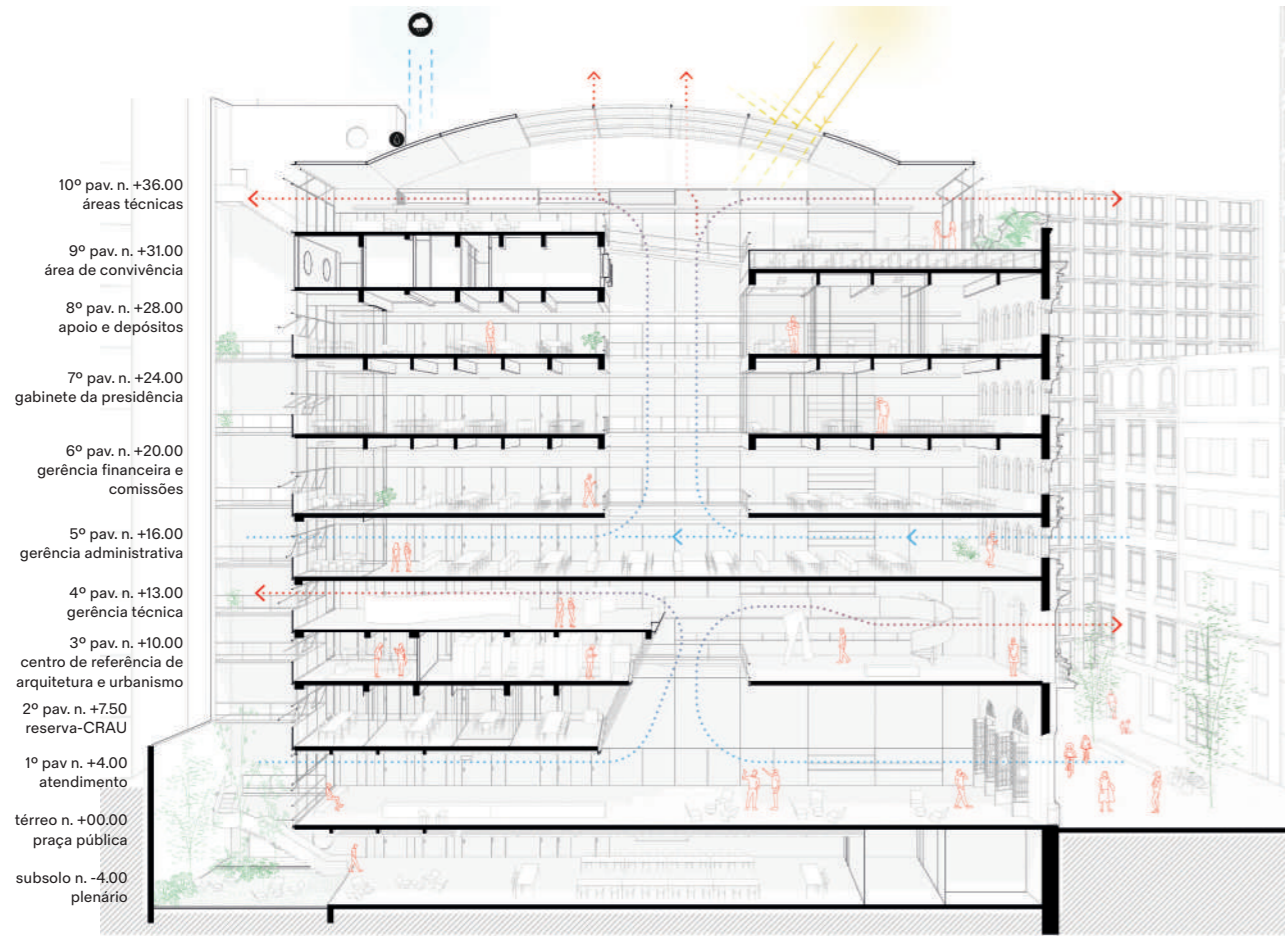 10º pav. n. +36.00
áreas técnicas
9º pav. n. +31.00
área de convivência
8º pav. n. +28.00
apoio e depósitos
7º pav. n. +24.00
gabinete da presidência
6º pav. n. +20.00
gerência financeira e
comissões
5º pav. n. +16.00
gerência administrativa
4º pav. n. +13.00
gerência técnica
3º pav. n. +10.00
centro de referência de
arquitetura e urbanismo
2º pav. n. +7.50
reserva-CRAU
1º pav n. +4.00
atendimento
térreo n. +00.00
praça pública
subsolo n. -4.00
plenário